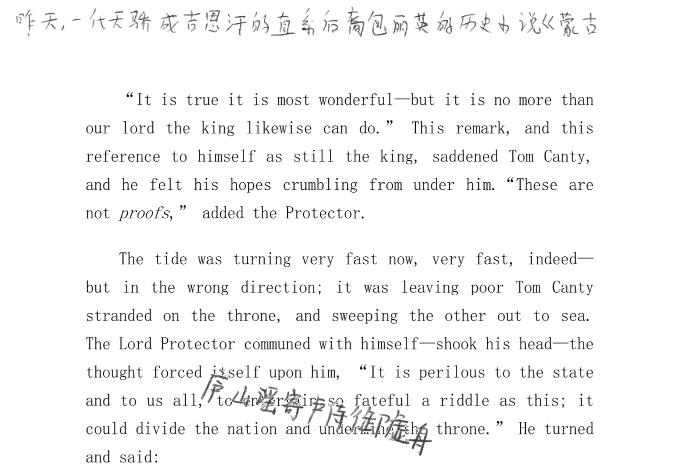 昨天,一代天骄成吉思汗的直系后裔包丽英的历史小说《蒙古
“It is true it is most wonderful—but it is no more than
our lord the king likewise can do.” This remark, and this
reference to himself as still the king, saddened Tom Canty,
and he felt his hopes crumbling from under him. “These are
not proofs,” added the Protector.
The tide was turning very fast now, very fast, indeed—
but in the wrong direction; it was leaving poor Tom Canty
stranded on the throne, and sweeping the other out to sea.
The Lord Protector communed with himself—shook his head—the
thought forced itself upon him, “It is perilous to the state
and to us all, to entertain so fateful a riddle as this; it
could divide the nation and undermine the throne.” He turned
and said:
庐山谣寄卢侍御虚舟